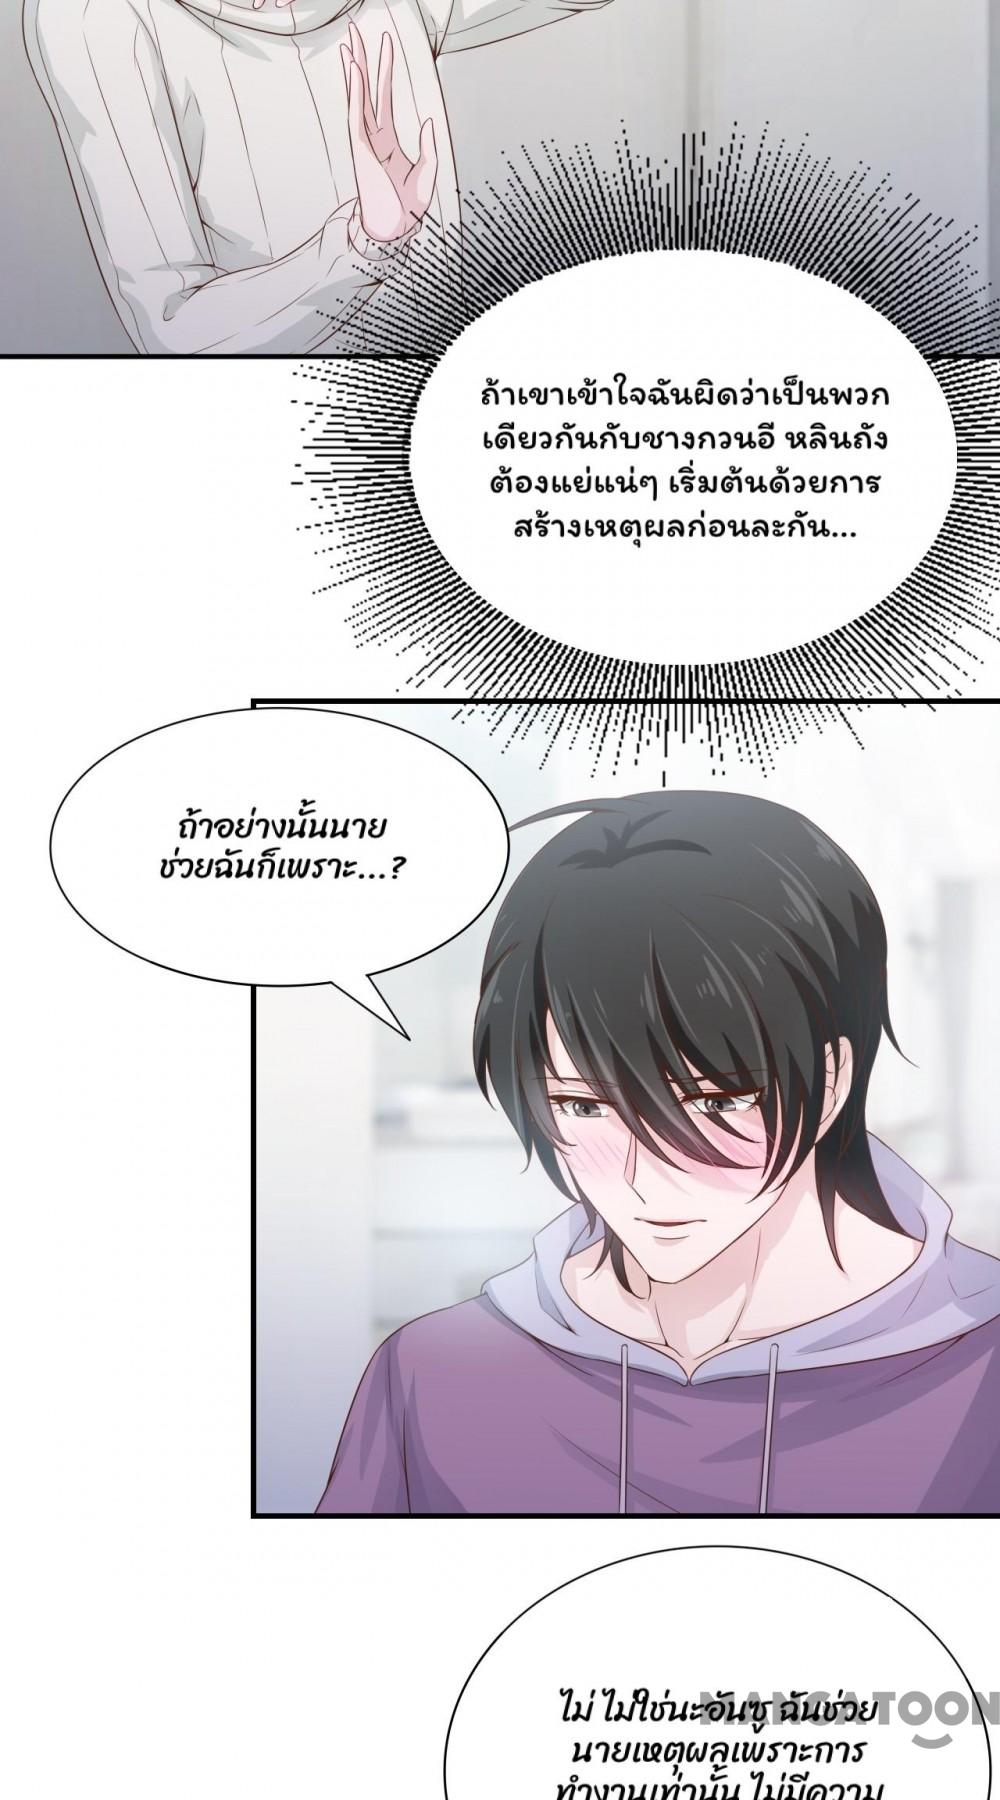 ถ้าเขาเข้าใจฉันผิดว่าเป็นพวก
เดียวกันกับชางกวนอี หลินถัง
ต้องแย่แน่ๆ เริ่มต้นด้วยการ
สร้างเหตุผลก่อนละกัน...
ถ้าอย่างนั้นนาย
ช่วยฉันก็เพราะ...?
ไม่ ไม่ใช่นะอันซู ฉันช่วย
นายเหตุผลเพราะการ
ทำงานเท่านั้น ไม่มีความ
MANGATOON